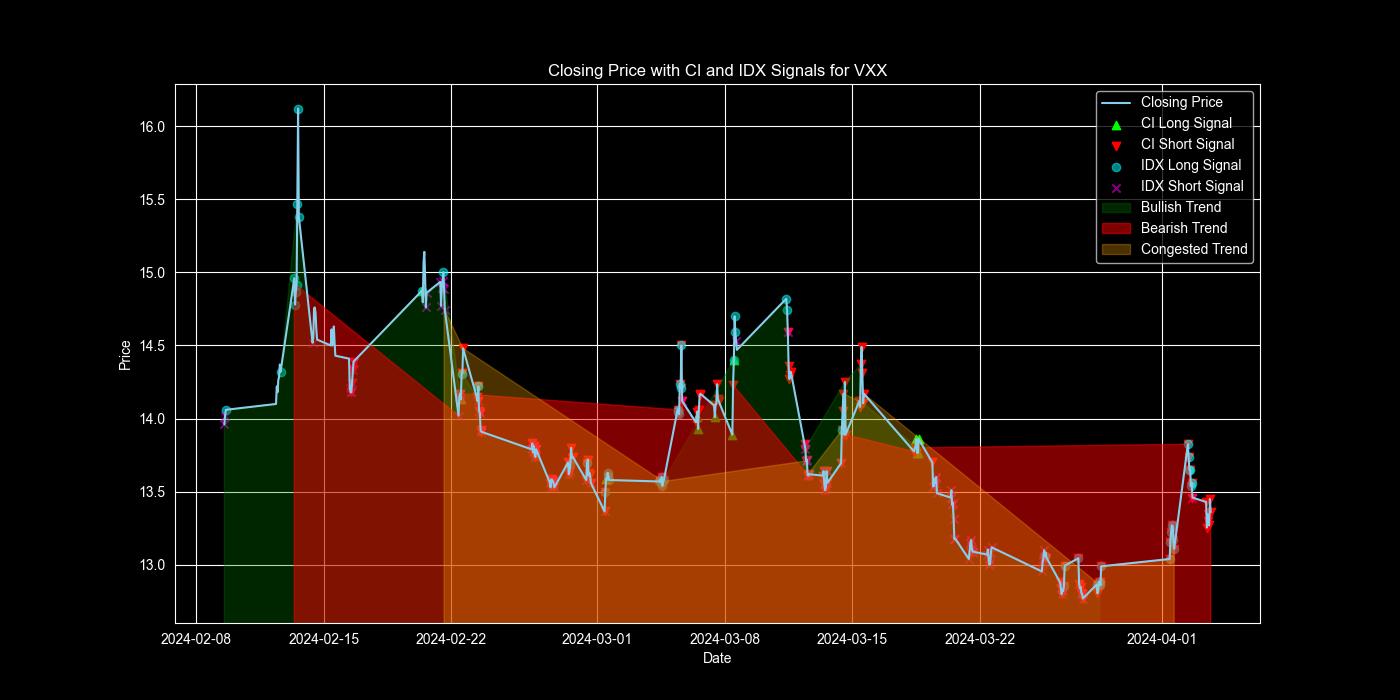 Closing Price with CI and IDX Signals for VXX
Closing Price
CI Long Signal
CI Short Signal
IDX Long Signal
IDX Short Signal
Bullish Trend
Bearish Trend
Congested Trend
Price
16.0
15.5
15.0
14.5
14.0
13.5
13.0
2024-02-08
2024-02-15
2024-02-22
2024-03-01
2024-03-08
2024-03-15
2024-03-22
2024-04-01
Date